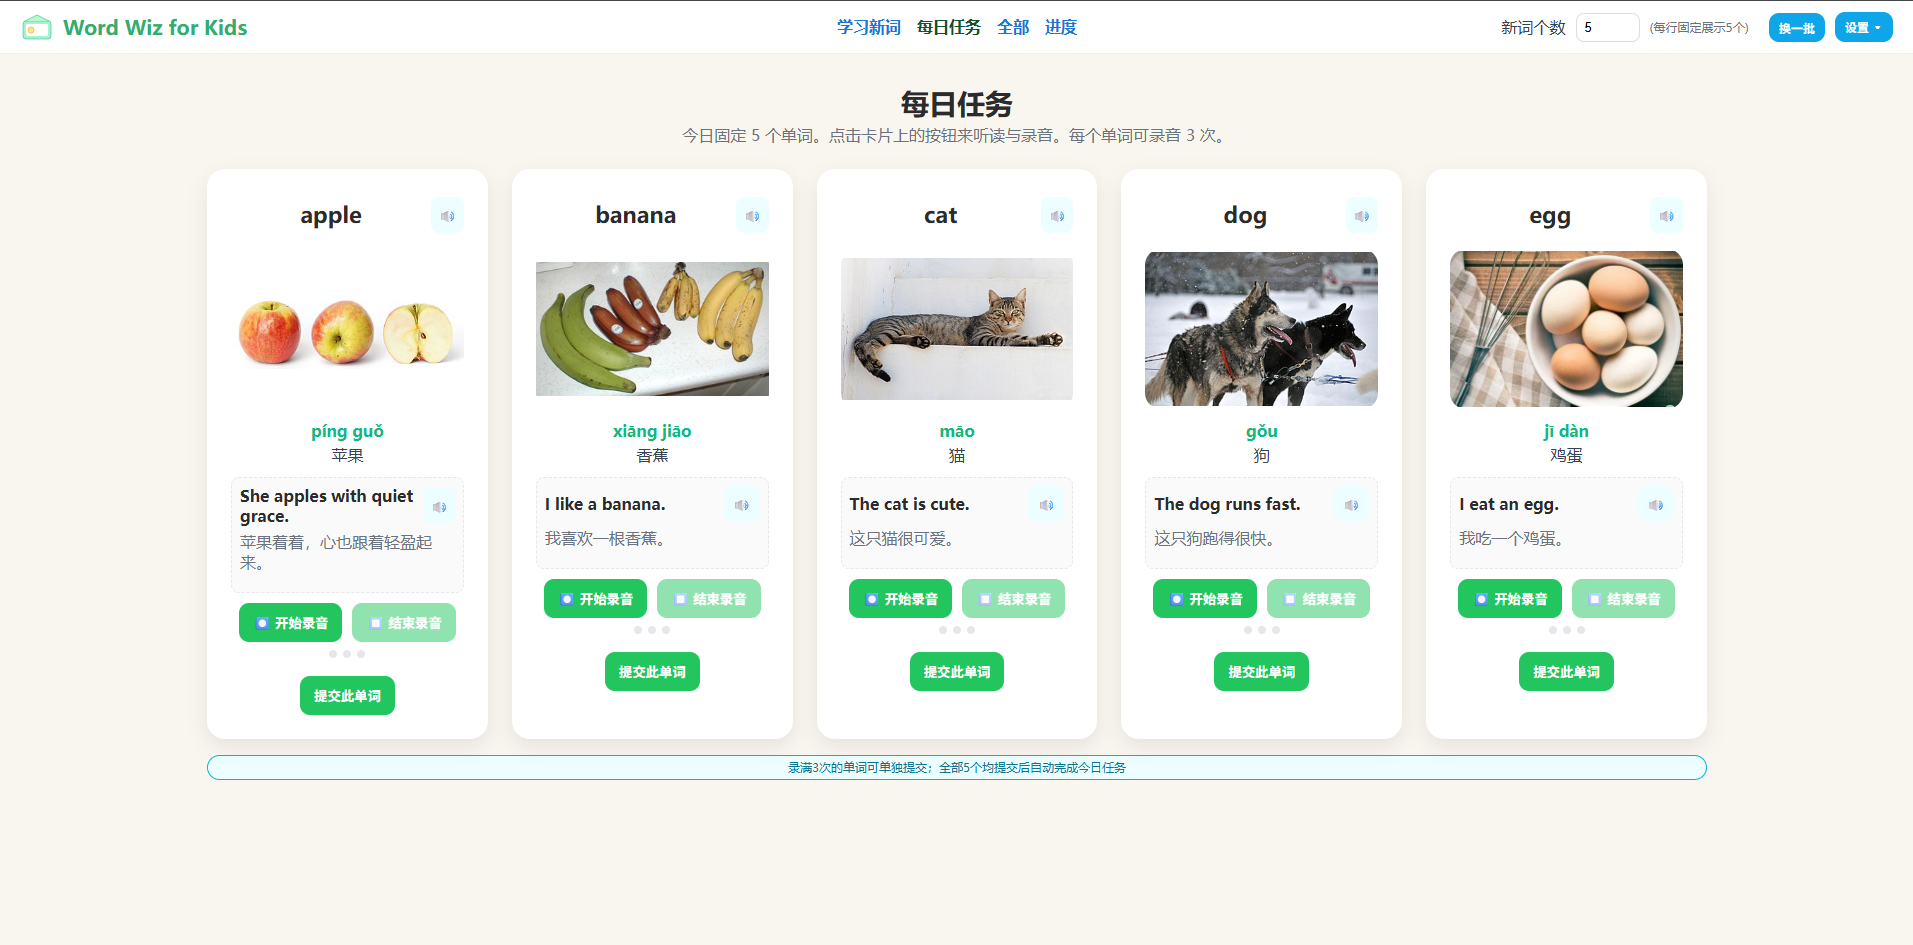 Word Wiz for Kids
学习新词 每日任务 全部 进度
新词个数 5 (每行固定展示5个) 换一批 设置
每日任务
今日固定 5 个单词。点击卡片上的按钮来听读与录音。每个单词可录音 3 次。
apple
píng guǒ
苹果
She apples with quiet
grace.
苹果着着，心也跟着轻盈起
来。
开始录音 结束录音
提交此单词
banana
xiāng jiāo
香蕉
I like a banana.
我喜欢一根香蕉。
开始录音 结束录音
提交此单词
cat
māo
猫
The cat is cute.
这只猫很可爱。
开始录音 结束录音
提交此单词
dog
gǒu
狗
The dog runs fast.
这只狗跑得很快。
开始录音 结束录音
提交此单词
egg
jī dàn
鸡蛋
I eat an egg.
我吃一个鸡蛋。
开始录音 结束录音
提交此单词
录满3次的单词可单独提交；全部5个均提交后自动完成今日任务